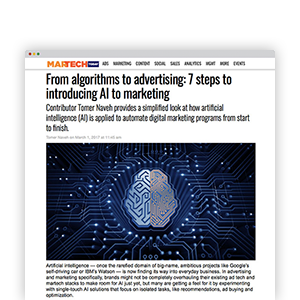 MARTECH TODAY ADS MARKETING CONTENT SOCIAL SALES ANALYTICS MGMT MORE EVENTS
From algorithms to advertising: 7 steps to
introducing AI to marketing
Contributor Tomer Naveh provides a simplified look at how artificial
intelligence (AI) is applied to automate digital marketing programs from start
to finish.
Tomer Naveh on March 1, 2017 at 11:45 am
Artificial intelligence — once the rarefied domain of big-name, ambitious projects like Google's
self-driving car or IBM's Watson — is now finding its way into everyday business. In advertising
and marketing specifically, brands might not be completely overhauling their existing ad tech and
martech stacks to make room for AI just yet, but many are getting a feel for it by experimenting
with single-touch AI solutions that focus on isolated tasks, like recommendations, ad buying and
optimization.